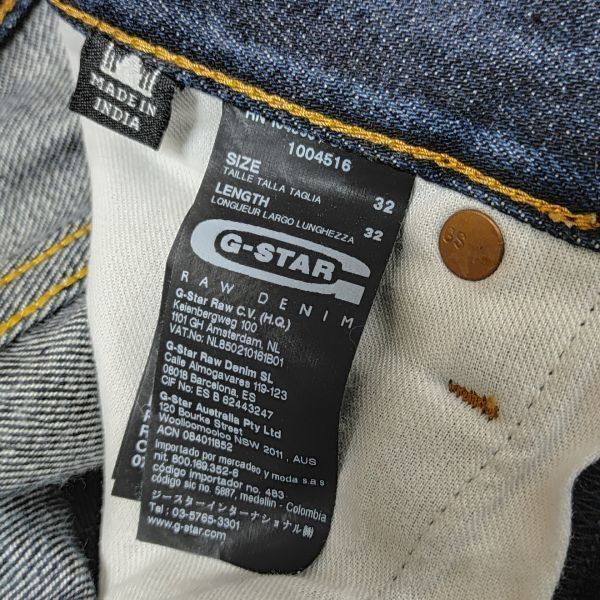 MADE IN
INDIA
1004516
SIZE
TAILLE TALLA TAGLIA 32
LENGTH
LONGUEUR LARGO LUNGHEZZA 32
G-STAR
RAW DENIM
G-Star Raw C.V. (H.Q.)
Keienbergweg 100
1101 GH Amsterdam, NL
VAT.No: NL850210161B01
G-Star Raw Denim SL
Calle Almogavares 119-123
08018 Barcelona, ES
CIF No: ES B 62443247
G-Star Australia Pty Ltd
120 Bourke Street
Woolloomooloo NSW 2011, AUS
ACN 084011852
Importado por mercadeo y moda s.a.s
nit. 800.169.352-6
código importador no. 483
código sic no. 5887, medellin - Colombia
ジースターインターナショナル㈱
Tel: 03-5765-3301
www.g-star.com
GS